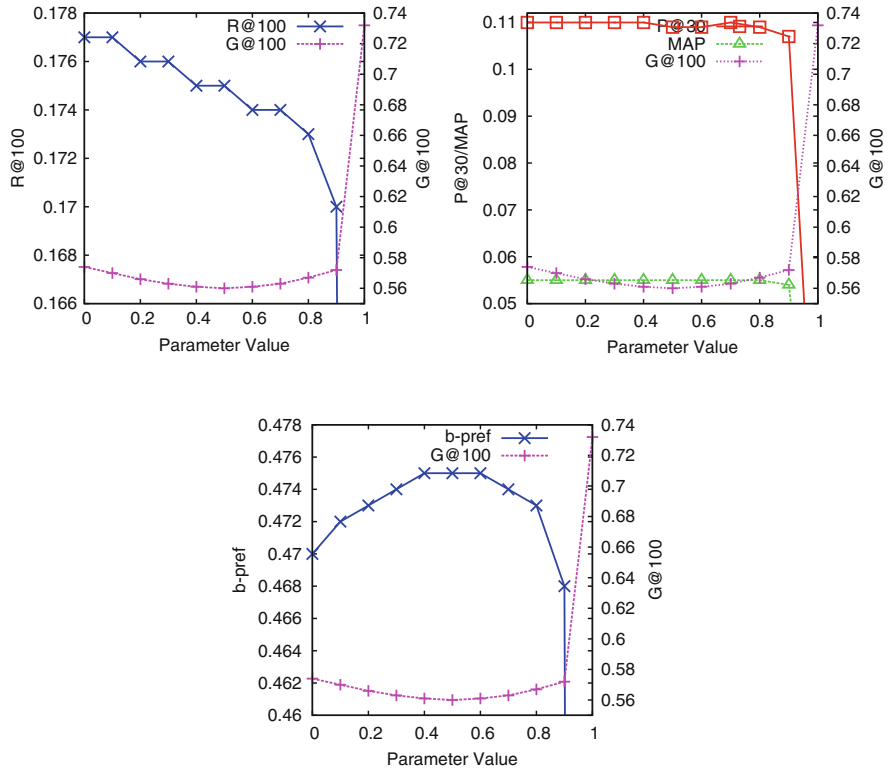 R@100
G@100
0.178
0.176
0.174
0.172
0.17
0.168
0.166
R@100
0.74
0.72
0.7
0.68
0.66
0.64
0.62
0.6
0.58
0.56
G@100
0 0.2 0.4 0.6 0.8 1
Parameter Value
P@30
MAP
G@100
0.11
0.1
0.09
0.08
0.07
0.06
0.05
P@30/MAP
0.74
0.72
0.7
0.68
0.66
0.64
0.62
0.6
0.58
0.56
G@100
0 0.2 0.4 0.6 0.8 1
Parameter Value
b-pref
G@100
0.478
0.476
0.474
0.472
0.47
0.468
0.466
0.464
0.462
0.46
b-pref
0.74
0.72
0.7
0.68
0.66
0.64
0.62
0.6
0.58
0.56
G@100
0 0.2 0.4 0.6 0.8 1
Parameter Value